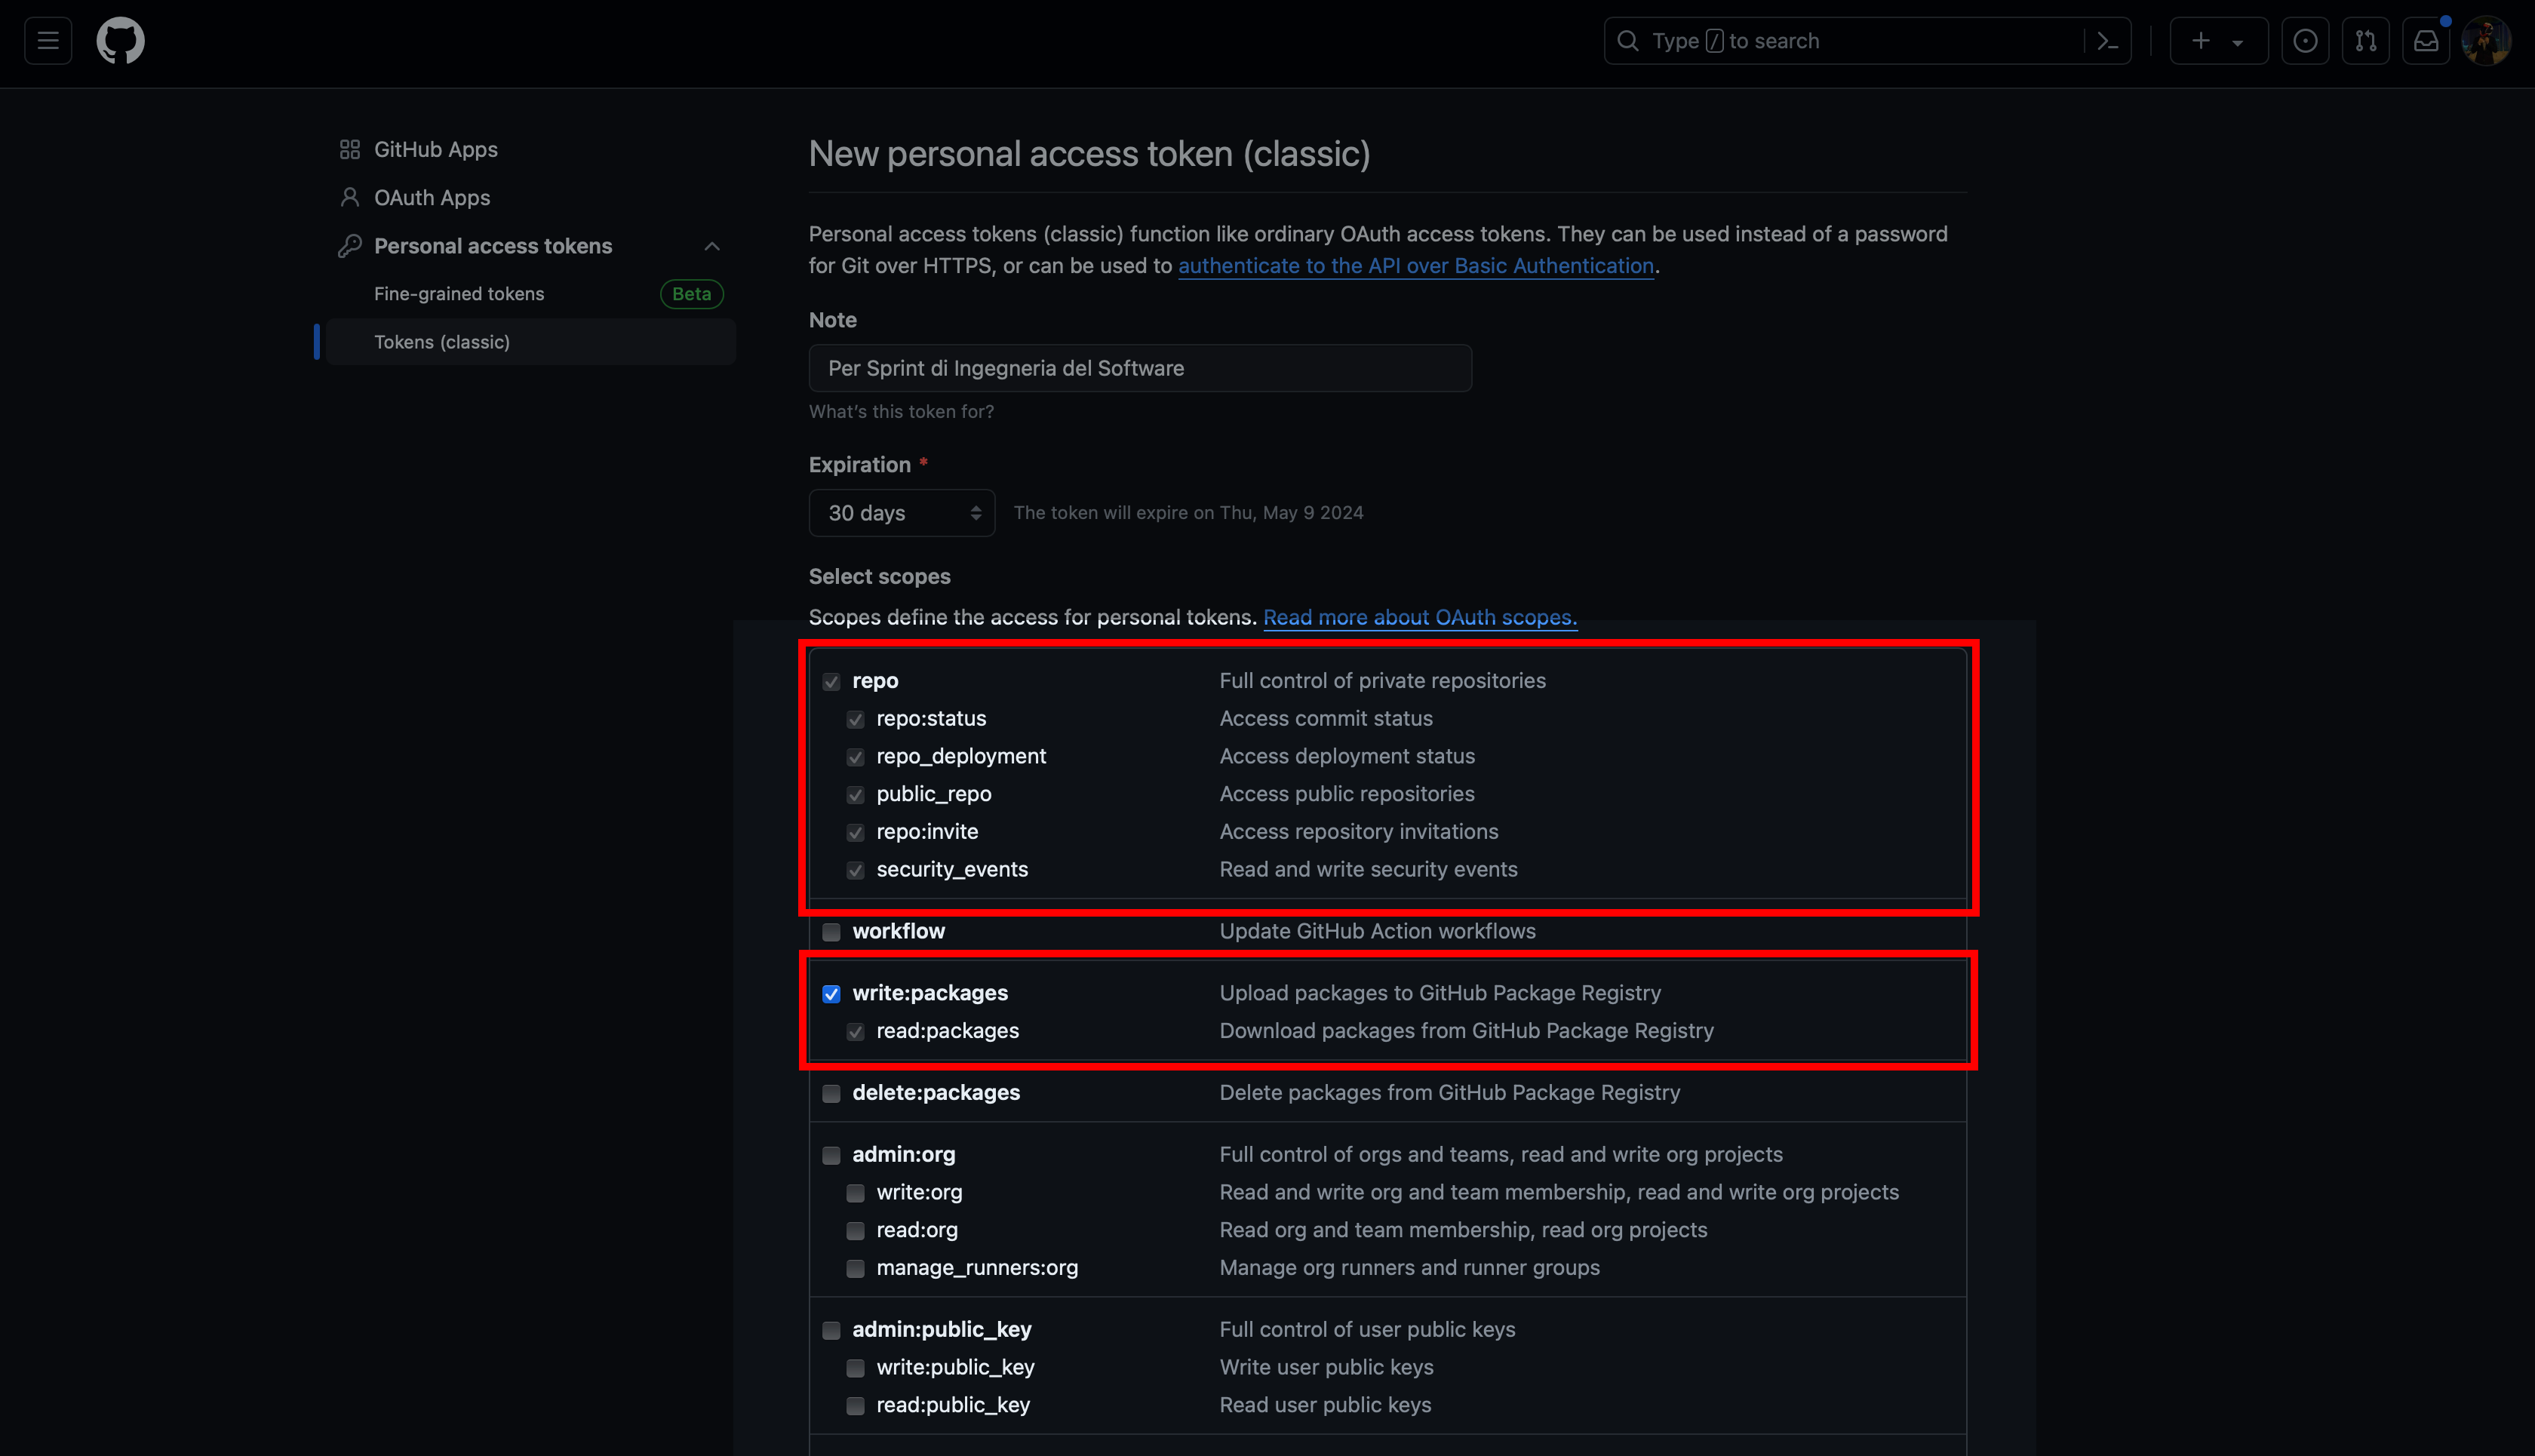 Type / to search
GitHub Apps
OAuth Apps
Personal access tokens
Fine-grained tokens Beta
Tokens (classic)
New personal access token (classic)
Personal access tokens (classic) function like ordinary OAuth access tokens. They can be used instead of a password
for Git over HTTPS, or can be used to authenticate to the API over Basic Authentication.
Note
Per Sprint di Ingegneria del Software
What's this token for?
Expiration *
30 days The token will expire on Thu, May 9 2024
Select scopes
Scopes define the access for personal tokens. Read more about OAuth scopes.
repo Full control of private repositories
repo:status Access commit status
repo_deployment Access deployment status
public_repo Access public repositories
repo:invite Access repository invitations
security_events Read and write security events
workflow Update GitHub Action workflows
write:packages Upload packages to GitHub Package Registry
read:packages Download packages from GitHub Package Registry
delete:packages Delete packages from GitHub Package Registry
admin:org Full control of orgs and teams, read and write org projects
write:org Read and write org and team membership, read and write org projects
read:org Read org and team membership, read org projects
manage_runners:org Manage org runners and runner groups
admin:public_key Full control of user public keys
write:public_key Write user public keys
read:public_key Read user public keys